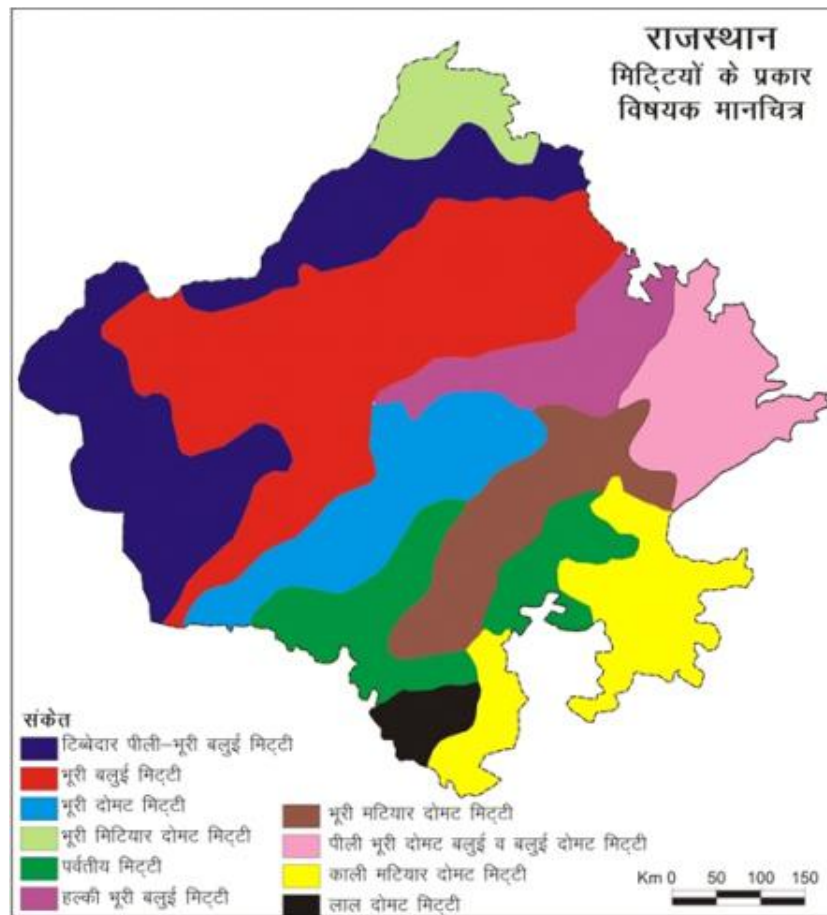 राजस्थान
मिट्टियों के प्रकार
विषयक मानचित्र
संकेत
टिब्बेदार पीली-भूरी बलुई मिट्टी
भूरी बलुई मिट्टी
भूरी दोमट मिट्टी
भूरी मिटियार दोमट मिट्टी
पर्वतीय मिट्टी
हल्की भूरी बलुई मिट्टी
भूरी मटियार दोमट मिट्टी
पीली भूरी दोमट बलुई व बलुई दोमट मिट्टी
काली मटियार दोमट मिट्टी
लाल दोमट मिट्टी
Km 0 50 100 150